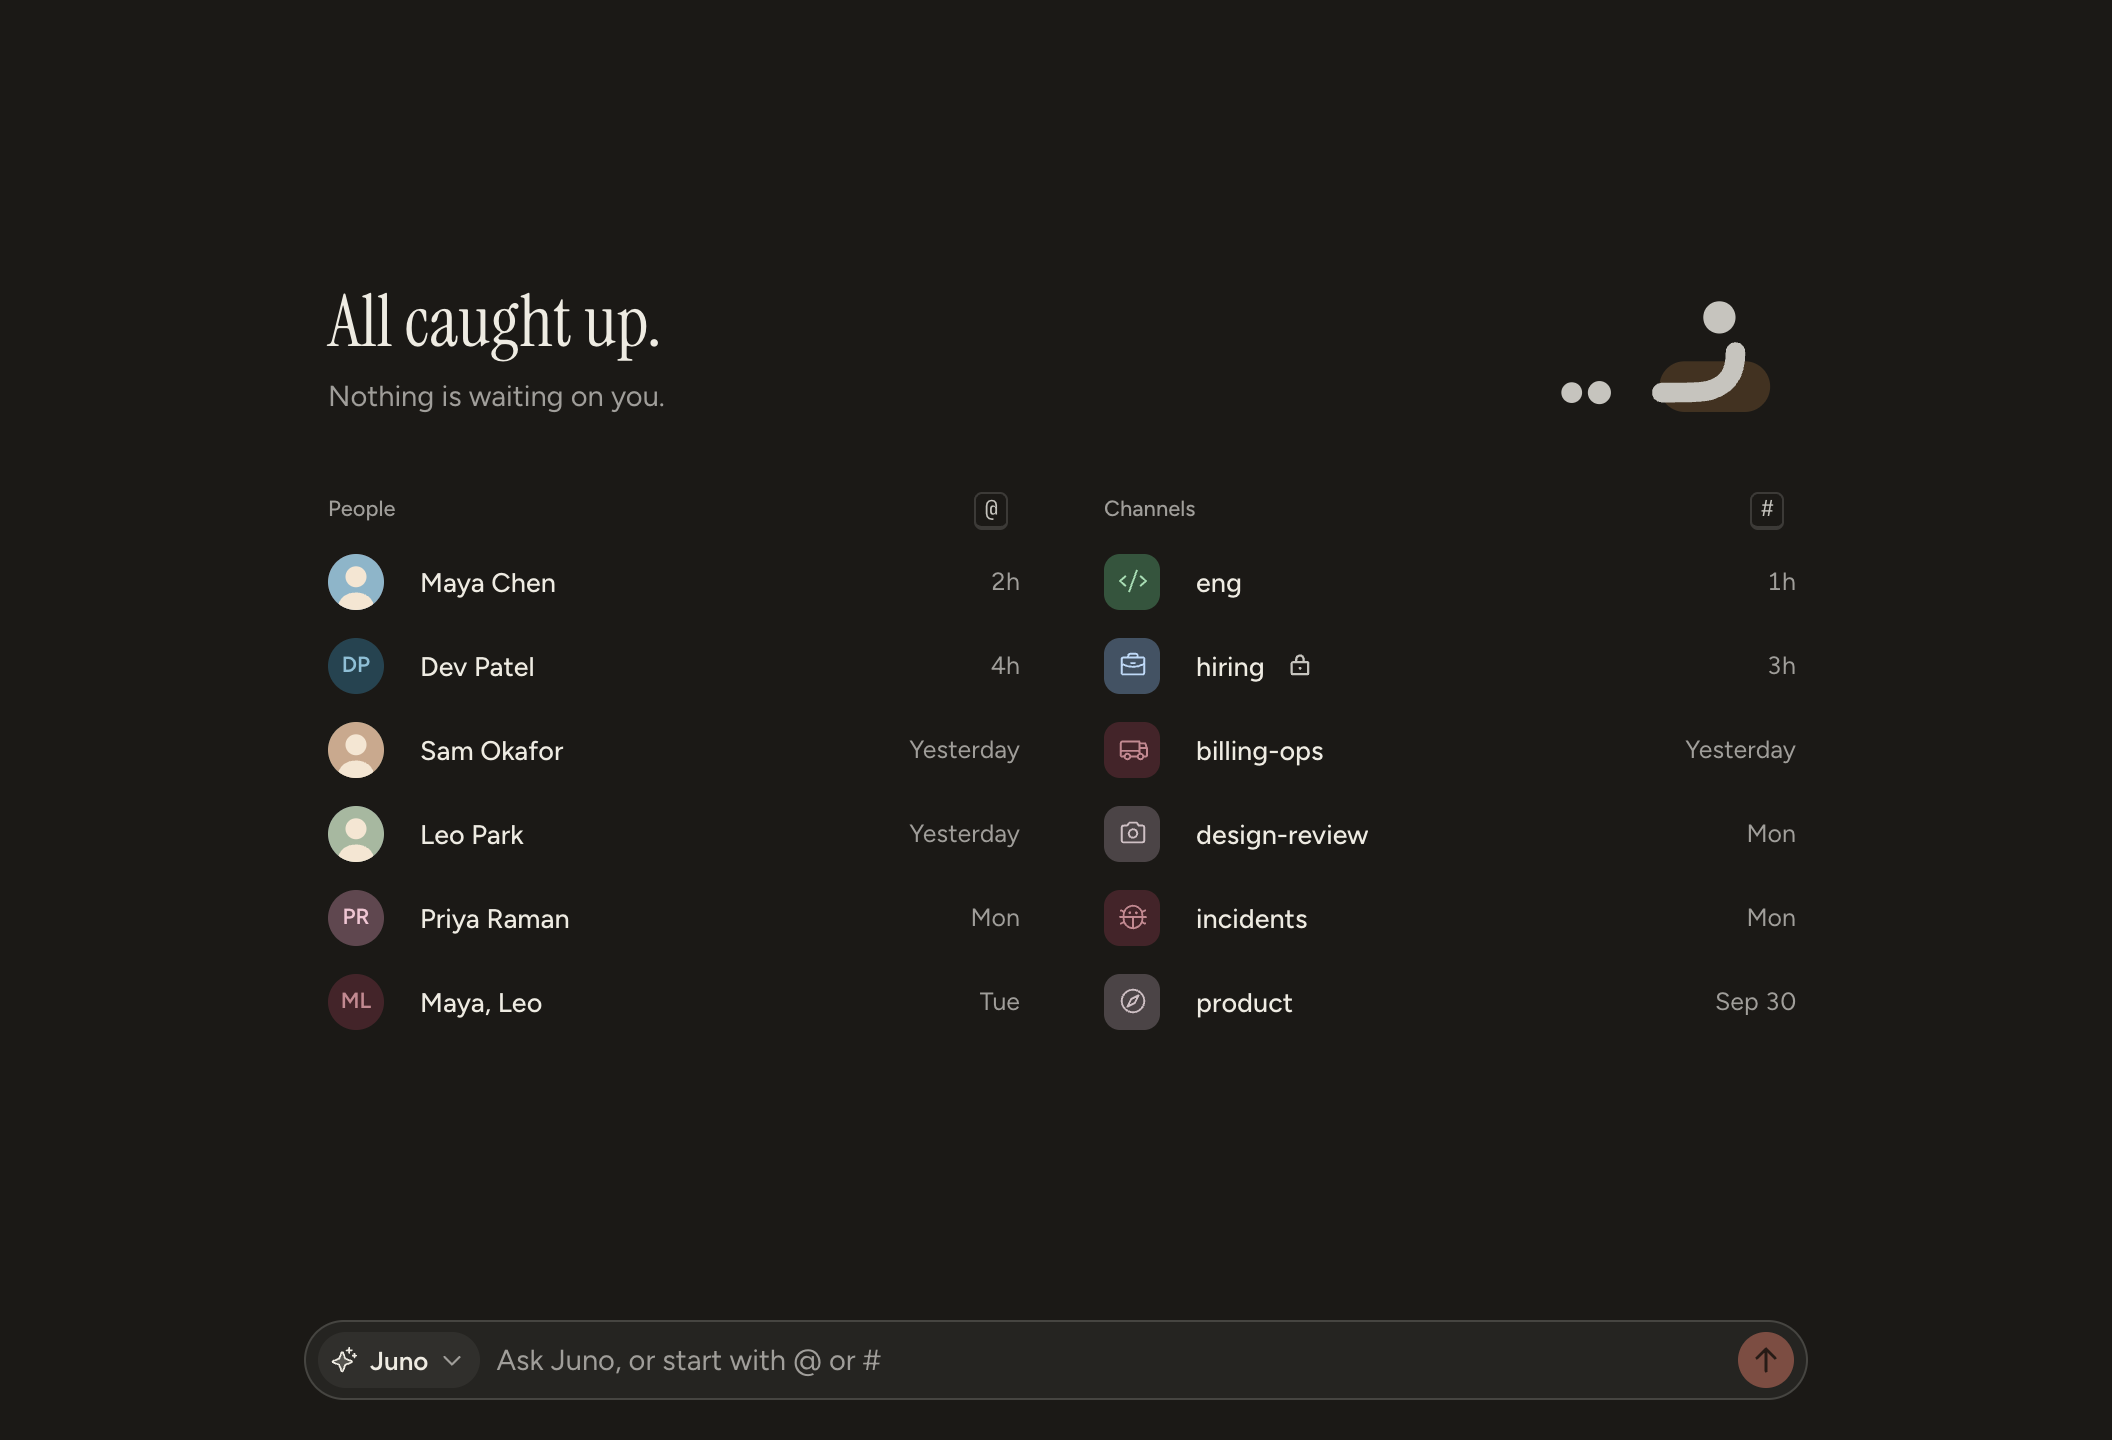 All caught up.
Nothing is waiting on you.
People @
Maya Chen 2h
DP Dev Patel 4h
Sam Okafor Yesterday
Leo Park Yesterday
PR Priya Raman Mon
ML Maya, Leo Tue
Channels #
eng 1h
hiring 3h
billing-ops Yesterday
design-review Mon
incidents Mon
product Sep 30
Juno Ask Juno, or start with @ or #